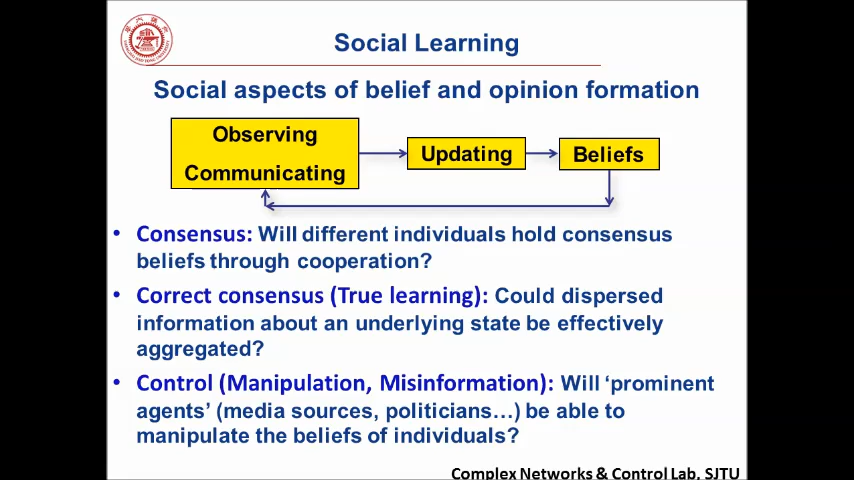 Social Learning
Social aspects of belief and opinion formation
Observing
Communicating
Updating
Beliefs
• Consensus: Will different individuals hold consensus
beliefs through cooperation?
• Correct consensus (True learning): Could dispersed
information about an underlying state be effectively
aggregated?
• Control (Manipulation, Misinformation): Will ‘prominent
agents’ (media sources, politicians…) be able to
manipulate the beliefs of individuals?
Complex Networks & Control Lab, SJTU